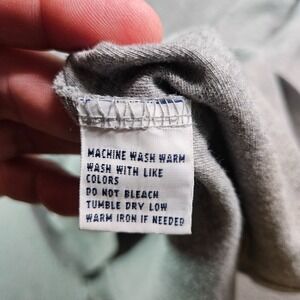 MACHINE WASH WARM
WASH WITH LIKE
COLORS
DO NOT BLEACH
TUMBLE DRY LOW
WARM IRON IF NEEDED